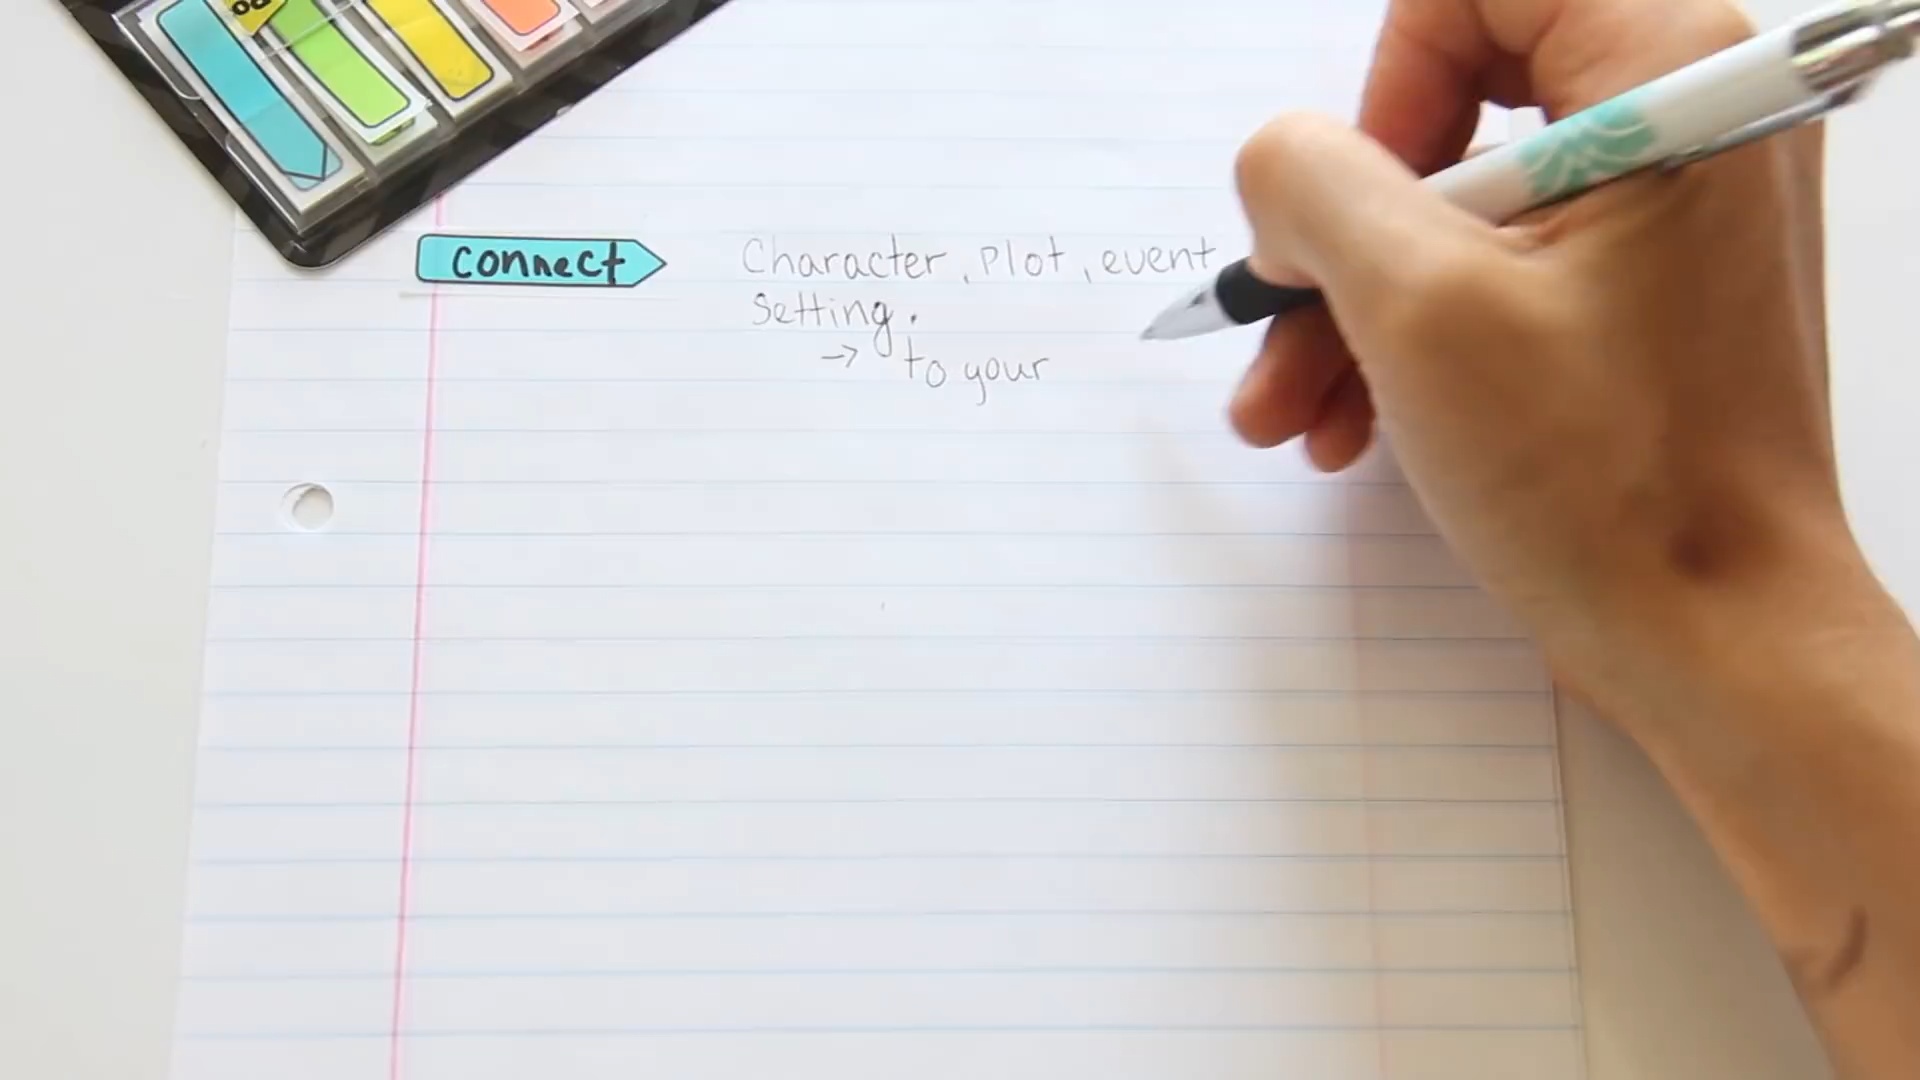 connect
Character, Plot, event
Setting.
→ to your